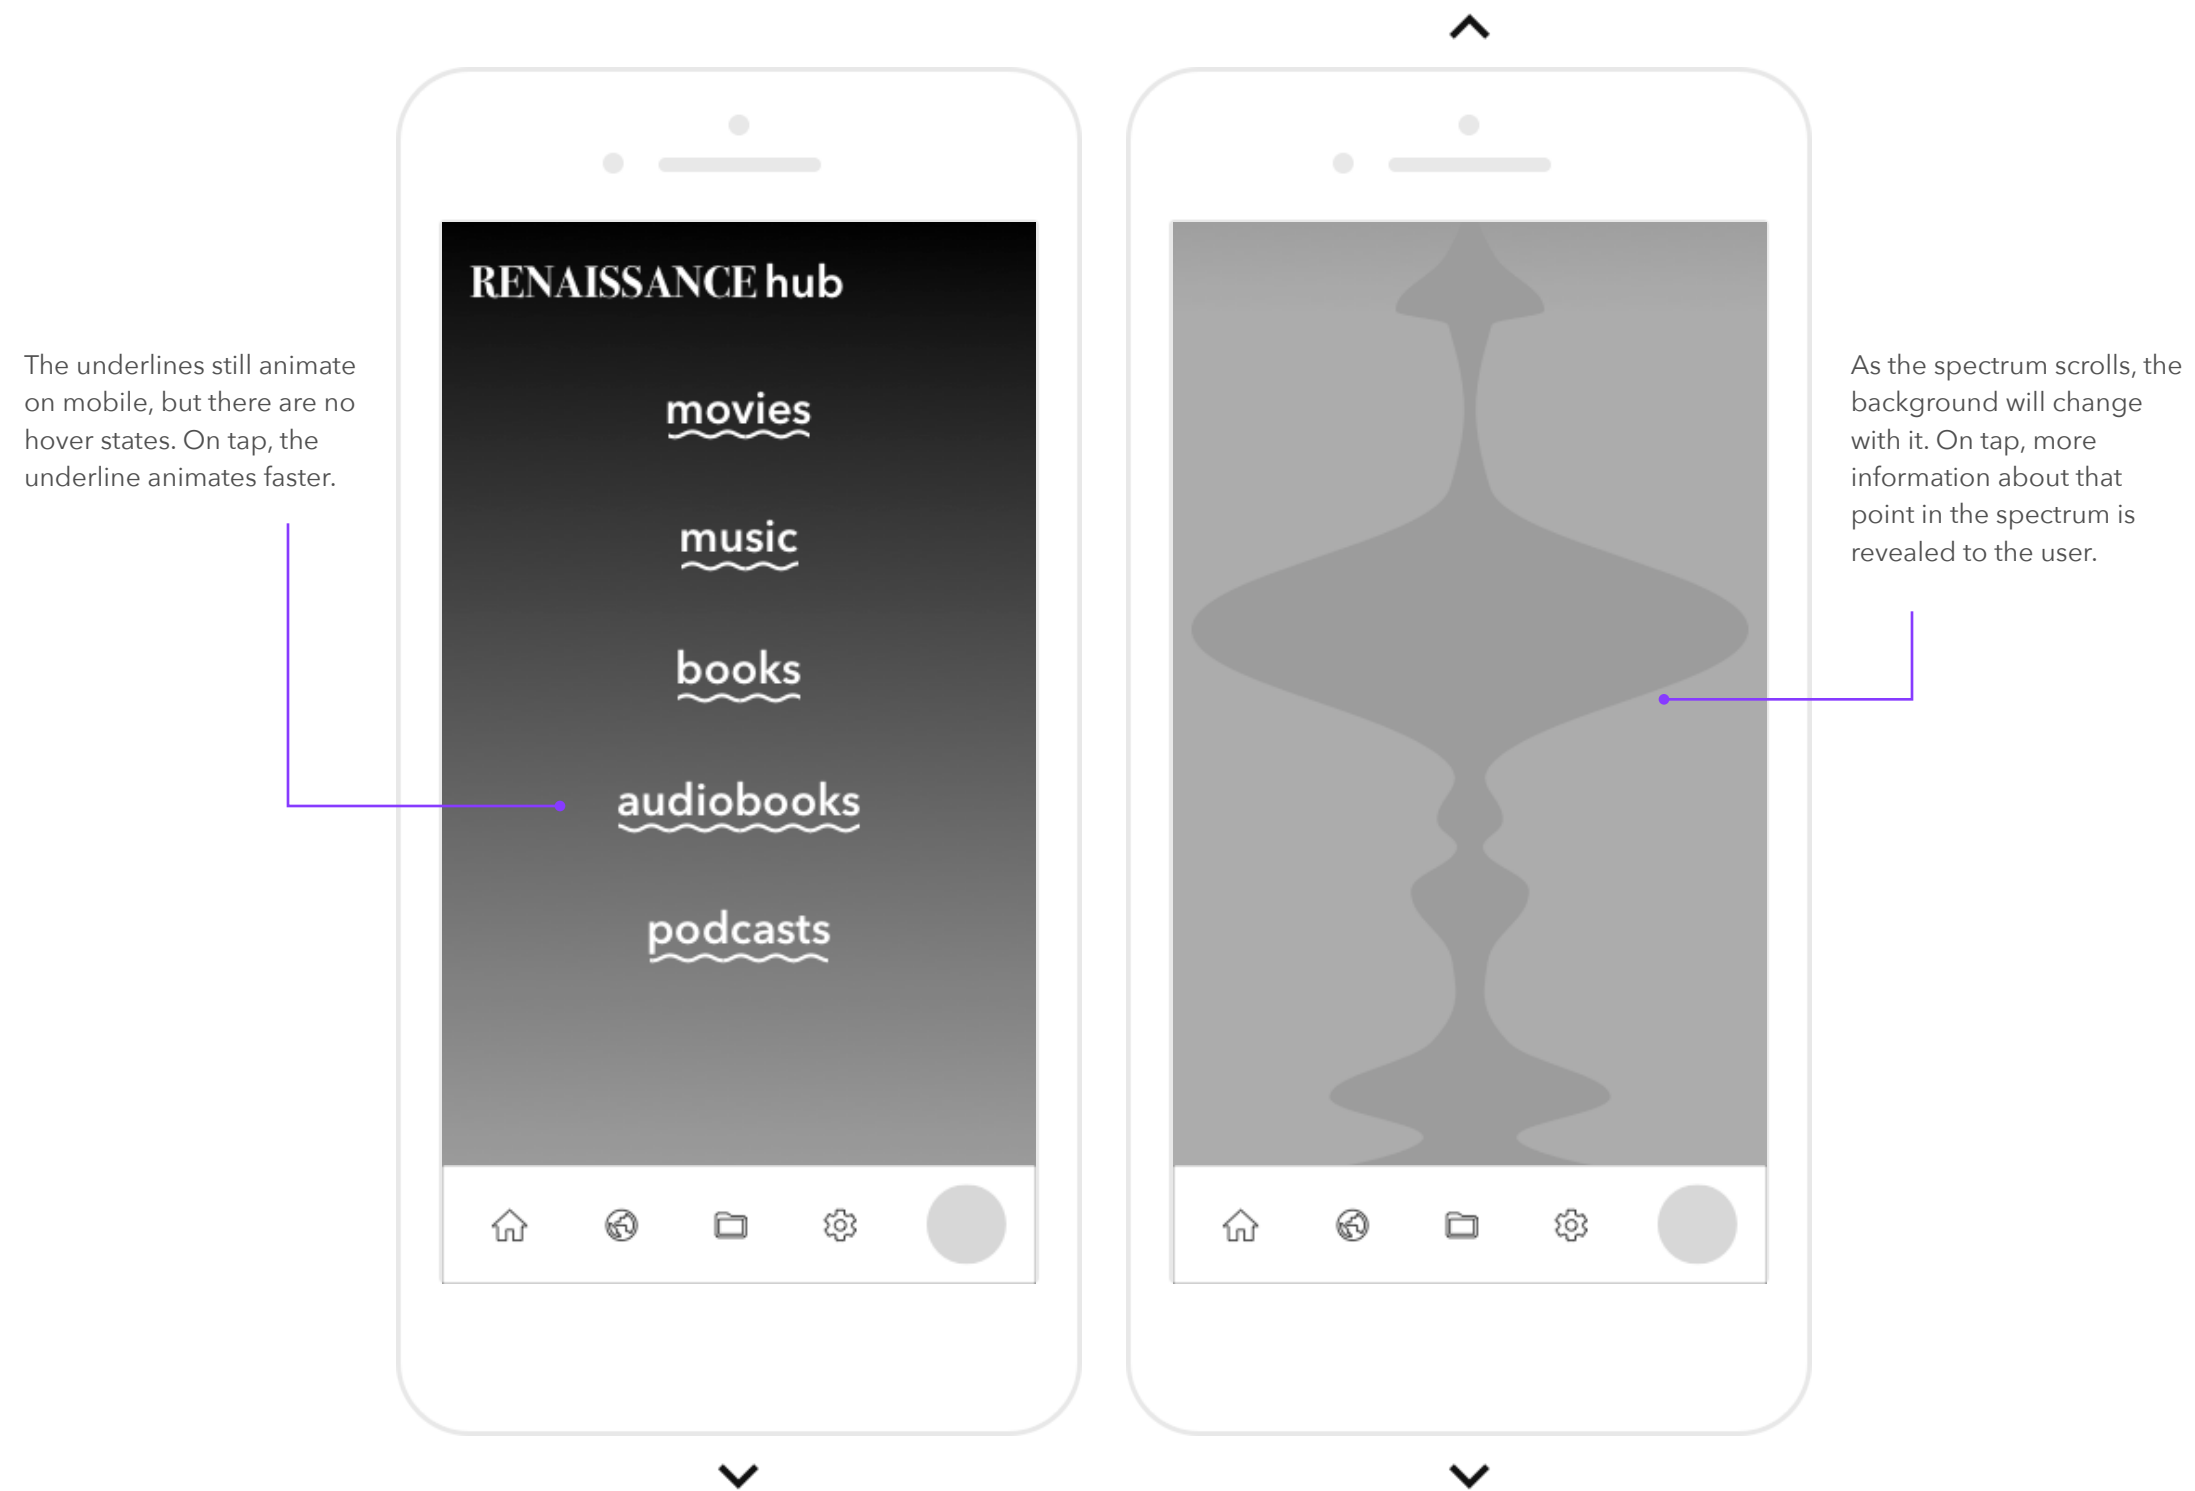 The underlines still animate
on mobile, but there are no
hover states. On tap, the
underline animates faster.
RENAISSANCE hub
movies
music
books
audiobooks
podcasts
As the spectrum scrolls, the
background will change
with it. On tap, more
information about that
point in the spectrum is
revealed to the user.